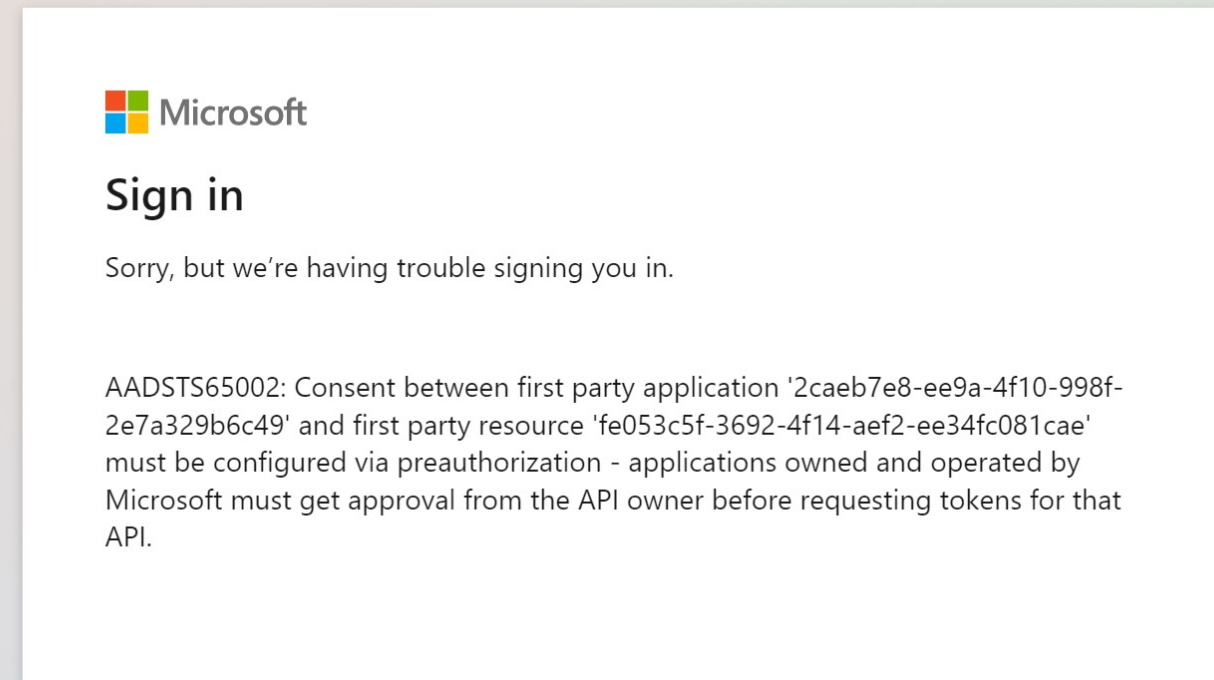 Microsoft
Sign in
Sorry, but we’re having trouble signing you in.
AADSTS65002: Consent between first party application '2caeb7e8-ee9a-4f10-998f-
2e7a329b6c49' and first party resource 'fe053c5f-3692-4f14-aef2-ee34fc081cae'
must be configured via preauthorization - applications owned and operated by
Microsoft must get approval from the API owner before requesting tokens for that
API.